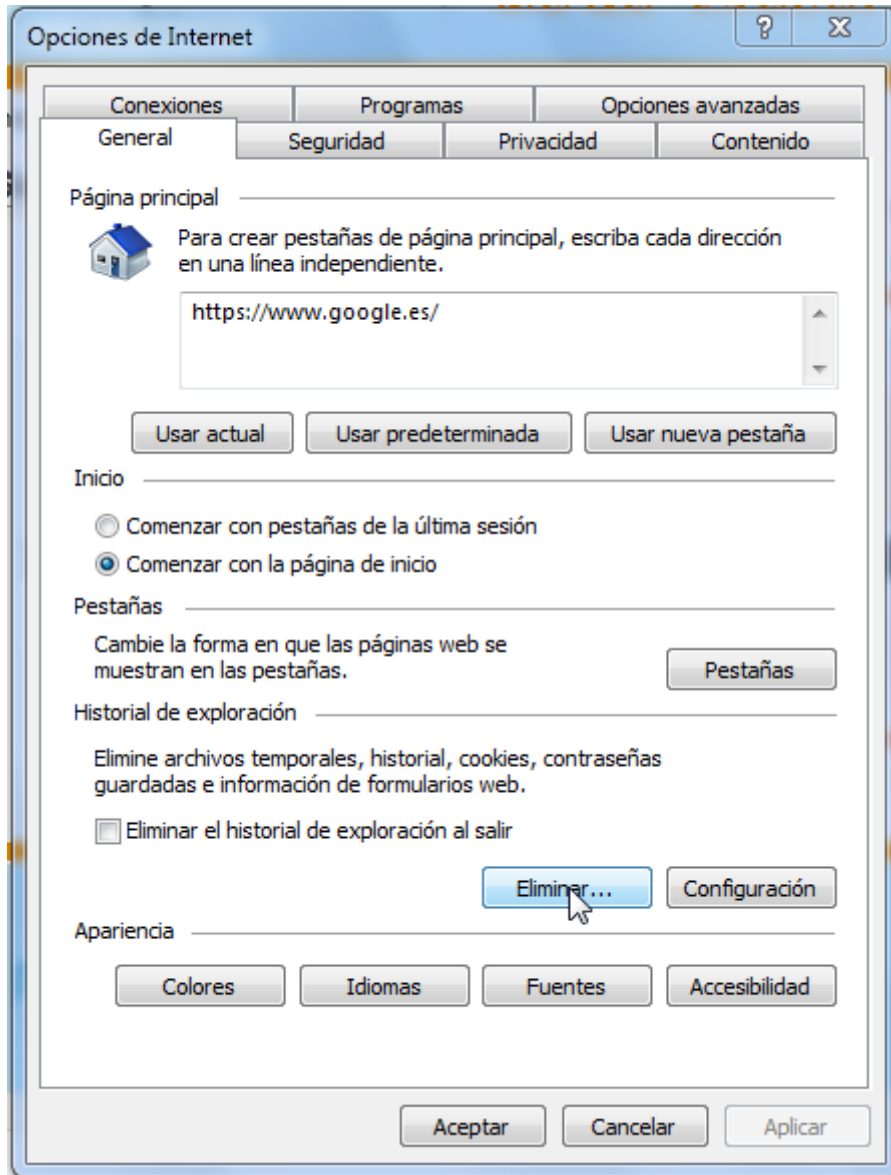 Opciones de Internet
Conexiones Programas Opciones avanzadas
General Seguridad Privacidad Contenido
Página principal
Para crear pestañas de página principal, escriba cada dirección
en una línea independiente.
https://www.google.es/
Usar actual Usar predeterminada Usar nueva pestaña
Inicio
Comenzar con pestañas de la última sesión
Comenzar con la página de inicio
Pestañas
Cambie la forma en que las páginas web se
muestran en las pestañas.
Pestañas
Historial de exploración
Elimine archivos temporales, historial, cookies, contraseñas
guardadas e información de formularios web.
Eliminar el historial de exploración al salir
Eliminar... Configuración
Apariencia
Colores Idiomas Fuentes Accesibilidad
Aceptar Cancelar Aplicar